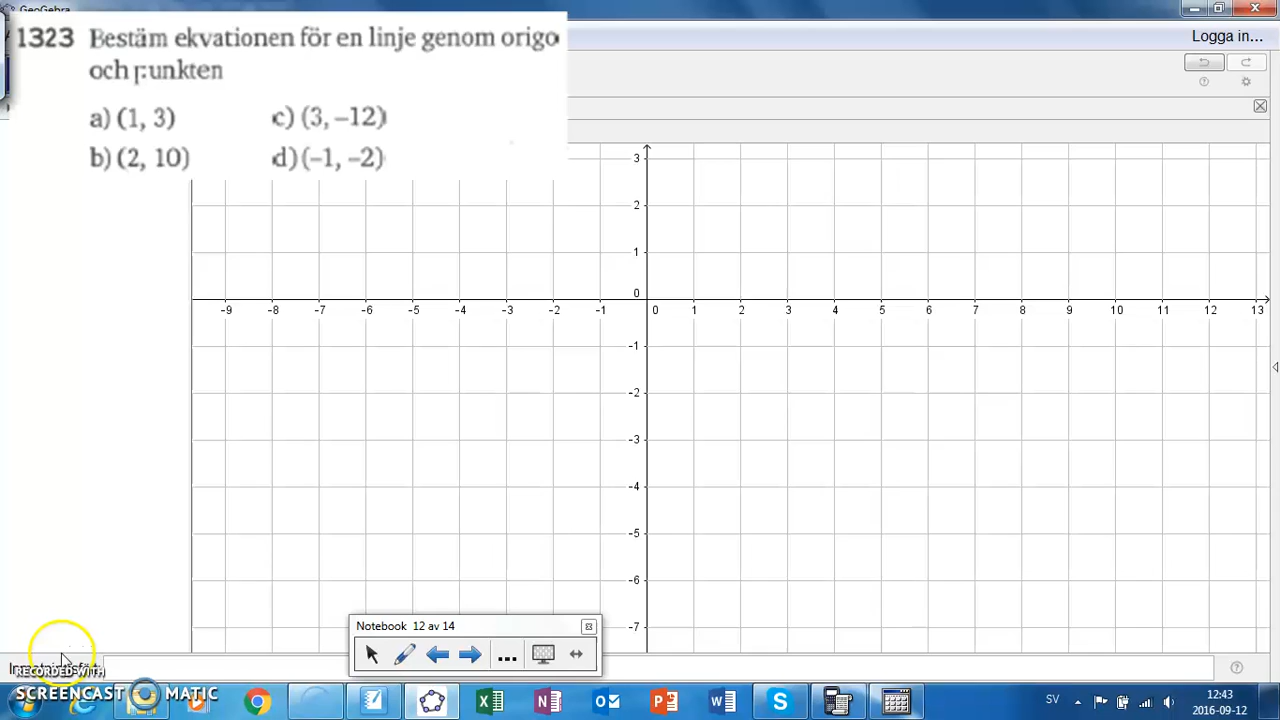 GeoGebra
Logga in...
1323 Bestäm ekvationen för en linje genom origo
och punkten
a) (1, 3) c) (3, –12)
b) (2, 10) d) (–1, –2)
3
2
1
0
-9 -8 -7 -6 -5 -4 -3 -2 -1 0 1 2 3 4 5 6 7 8 9 10 11 12 13
-1
-2
-3
-4
-5
-6
-7
Notebook 12 av 14
...
RECORDED WITH
SCREENCAST MATIC
SV
12:43
2016-09-12